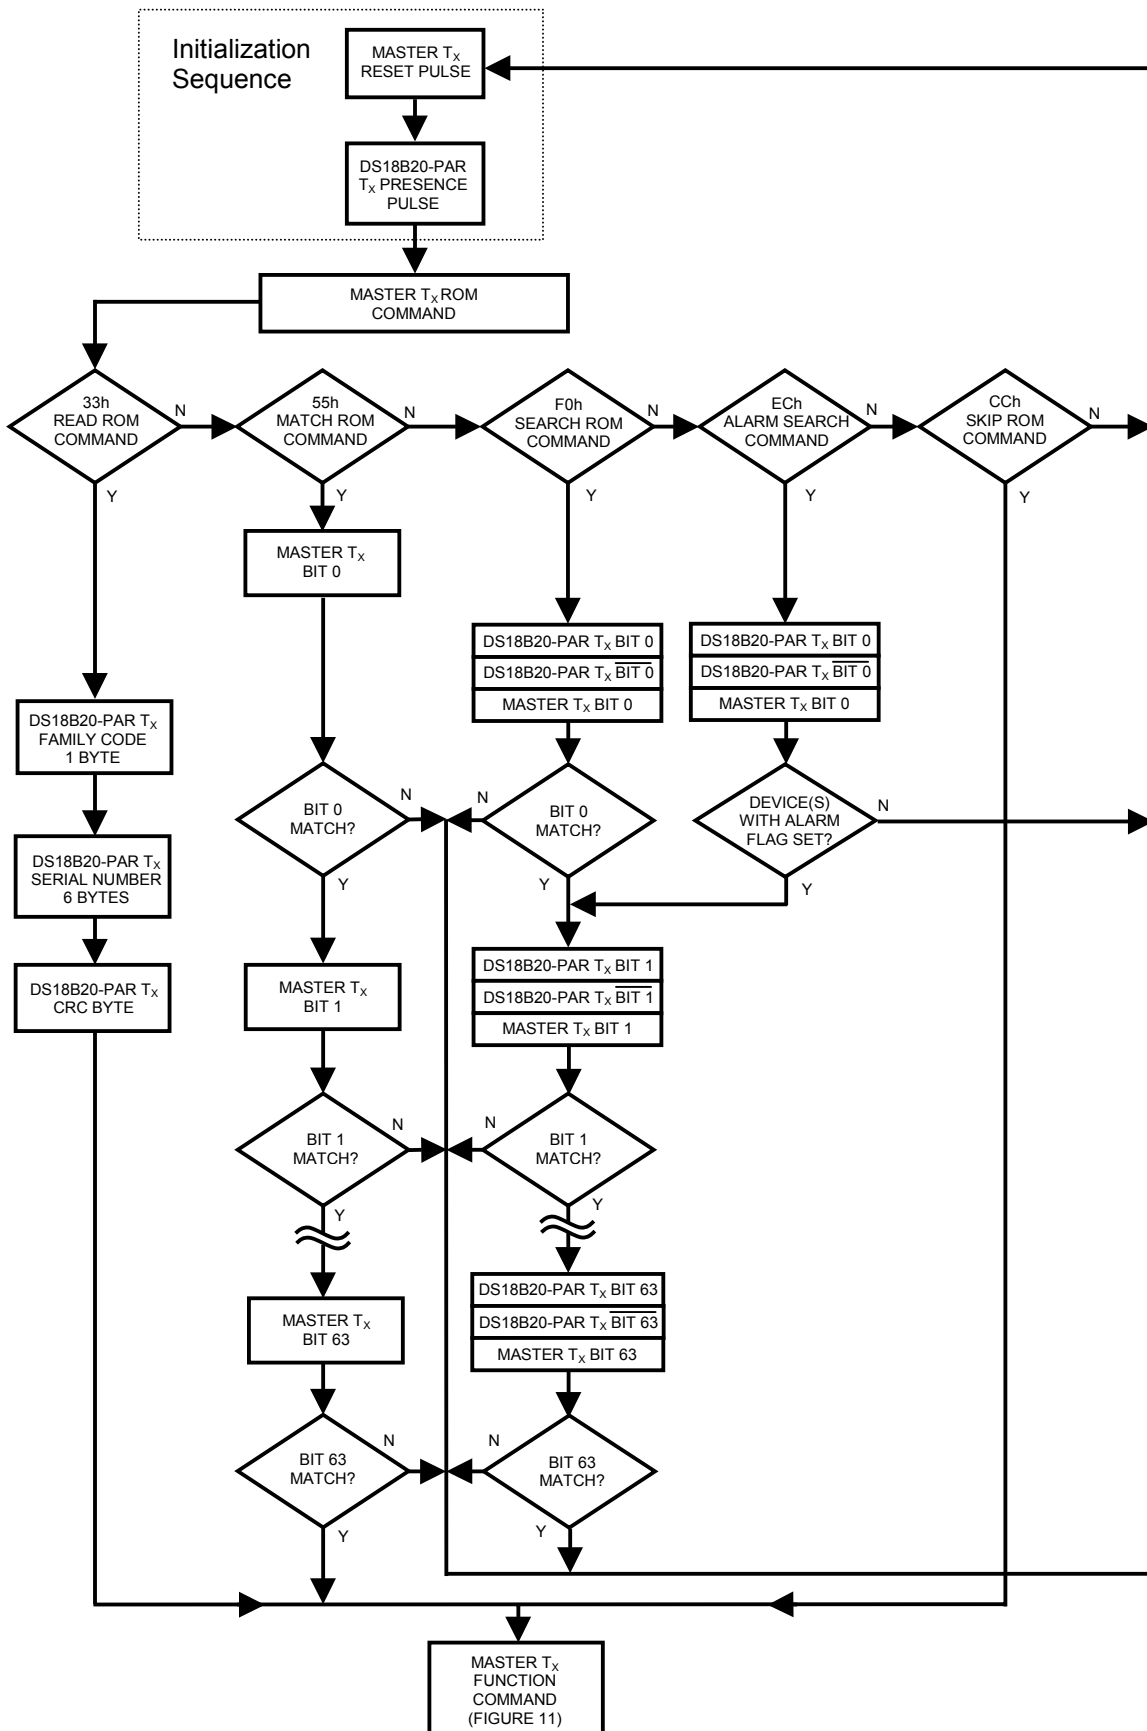 Initialization
Sequence
MASTER TX
RESET PULSE
DS18B20-PAR
TX PRESENCE
PULSE
MASTER TX ROM
COMMAND
33h
READ ROM
COMMAND
N
Y
55h
MATCH ROM
COMMAND
N
Y
F0h
SEARCH ROM
COMMAND
N
Y
ECh
ALARM SEARCH
COMMAND
N
Y
CCh
SKIP ROM
COMMAND
N
Y
MASTER TX
BIT 0
DS18B20-PAR TX BIT 0
DS18B20-PAR TX BIT 0
MASTER TX BIT 0
DS18B20-PAR TX BIT 0
DS18B20-PAR TX BIT 0
MASTER TX BIT 0
DS18B20-PAR TX
FAMILY CODE
1 BYTE
BIT 0
MATCH?
N
Y
BIT 0
MATCH?
N
Y
DEVICE(S)
WITH ALARM
FLAG SET?
N
Y
DS18B20-PAR TX
SERIAL NUMBER
6 BYTES
DS18B20-PAR TX
CRC BYTE
MASTER TX
BIT 1
DS18B20-PAR TX BIT 1
DS18B20-PAR TX BIT 1
MASTER TX BIT 1
BIT 1
MATCH?
N
Y
BIT 1
MATCH?
N
Y
MASTER TX
BIT 63
DS18B20-PAR TX BIT 63
DS18B20-PAR TX BIT 63
MASTER TX BIT 63
BIT 63
MATCH?
N
Y
BIT 63
MATCH?
N
Y
MASTER TX
FUNCTION
COMMAND
(FIGURE 11)